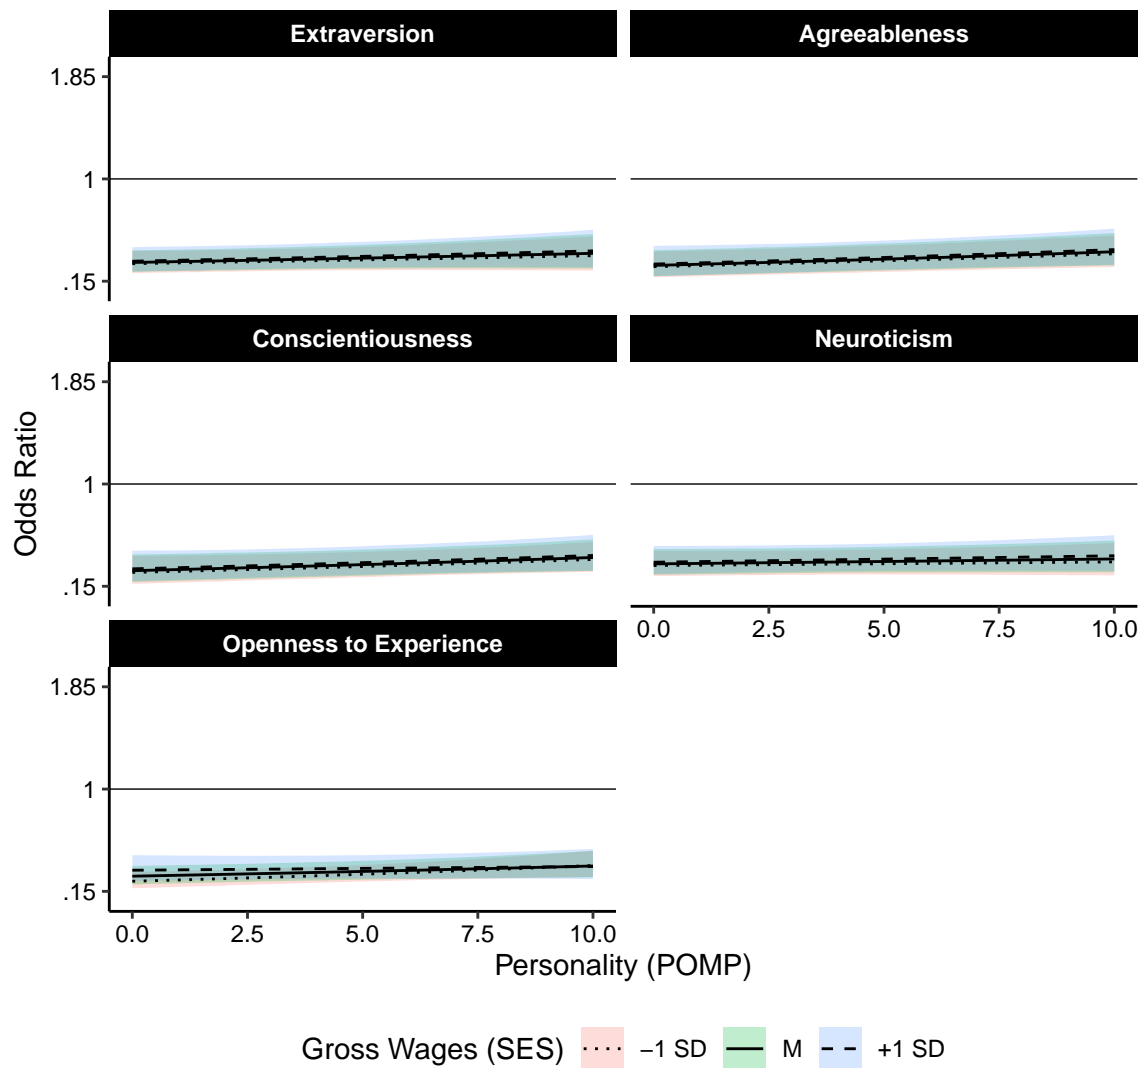 Extraversion Agreeableness
1.85
1
.15
Conscientiousness Neuroticism
1.85
1
.15
0.0 2.5 5.0 7.5 10.0
Openness to Experience
1.85
1
.15
0.0 2.5 5.0 7.5 10.0
Odds Ratio
Personality (POMP)
Gross Wages (SES) −1 SD M +1 SD